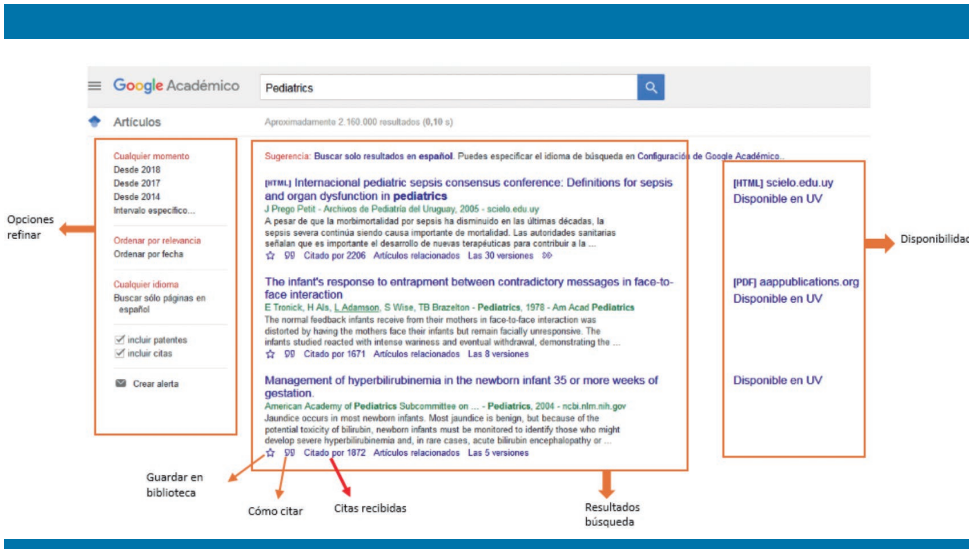 Google Académico
Pediatrics
Artículos
Aproximadamente 2.160.000 resultados (0,10 s)
Cualquier momento
Desde 2018
Desde 2017
Desde 2014
Intervalo específico...
Ordenar por relevancia
Ordenar por fecha
Cualquier idioma
Buscar sólo páginas en
español
incluir patentes
incluir citas
Crear alerta
Opciones
refinar
Sugerencia: Buscar solo resultados en español. Puedes especificar el idioma de búsqueda en Configuración de Google Académico..
[HTML] Internacional pediatric sepsis consensus conference: Definitions for sepsis
and organ dysfunction in pediatrics
J Prego Petit - Archivos de Pediatría del Uruguay, 2005 - scielo.edu.uy
A pesar de que la morbimortalidad por sepsis ha disminuido en las últimas décadas, la
sepsis severa continúa siendo causa importante de mortalidad. Las autoridades sanitarias
señalan que es importante el desarrollo de nuevas terapéuticas para contribuir a la ...
Citado por 2206 Artículos relacionados Las 30 versiones
[HTML] scielo.edu.uy
Disponible en UV
The infant's response to entrapment between contradictory messages in face-to-
face interaction
E Tronick, H Als, L Adamson, S Wise, TB Brazelton - Pediatrics, 1978 - Am Acad Pediatrics
The normal feedback infants receive from their mothers in face-to-face interaction was
distorted by having the mothers face their infants but remain facially unresponsive. The
infants studied reacted with intense wariness and eventual withdrawal, demonstrating the ...
Citado por 1671 Artículos relacionados Las 8 versiones
[PDF] aappublications.org
Disponible en UV
Management of hyperbilirubinemia in the newborn infant 35 or more weeks of
gestation.
American Academy of Pediatrics Subcommittee on ... - Pediatrics, 2004 - ncbi.nlm.nih.gov
Jaundice occurs in most newborn infants. Most jaundice is benign, but because of the
potential toxicity of bilirubin, newborn infants must be monitored to identify those who might
develop severe hyperbilirubinemia and, in rare cases, acute bilirubin encephalopathy or ...
Citado por 1872 Artículos relacionados Las 5 versiones
Disponible en UV
Disponibilidad
Guardar en
biblioteca
Cómo citar
Citas recibidas
Resultados
búsqueda